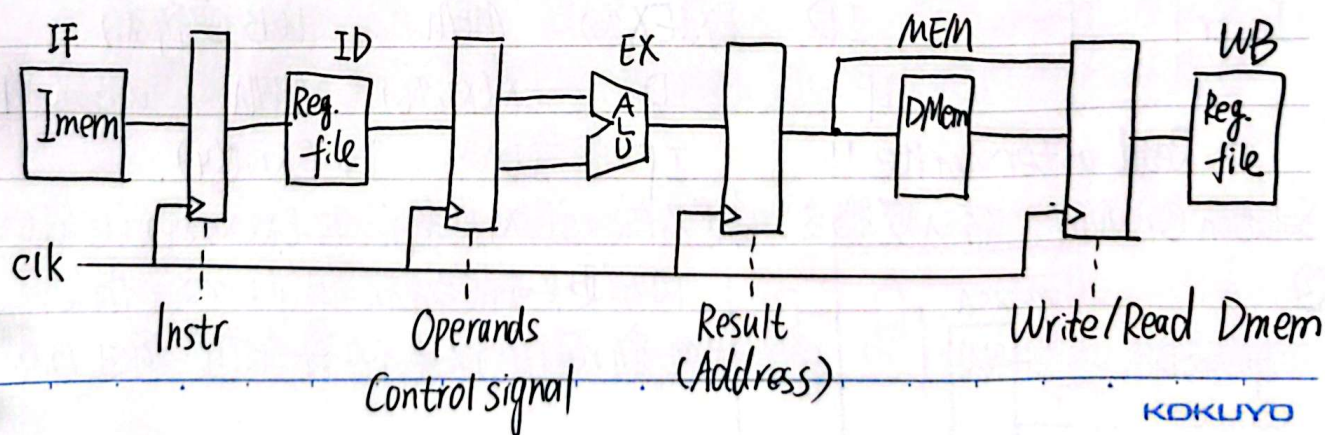 IF
ID
EX
MEM
WB
Imem
Reg.
file
ALU
DMem
Reg.
file
clk
Instr
Operands
Control signal
Result
(Address)
Write/Read Dmem
KOKUYO